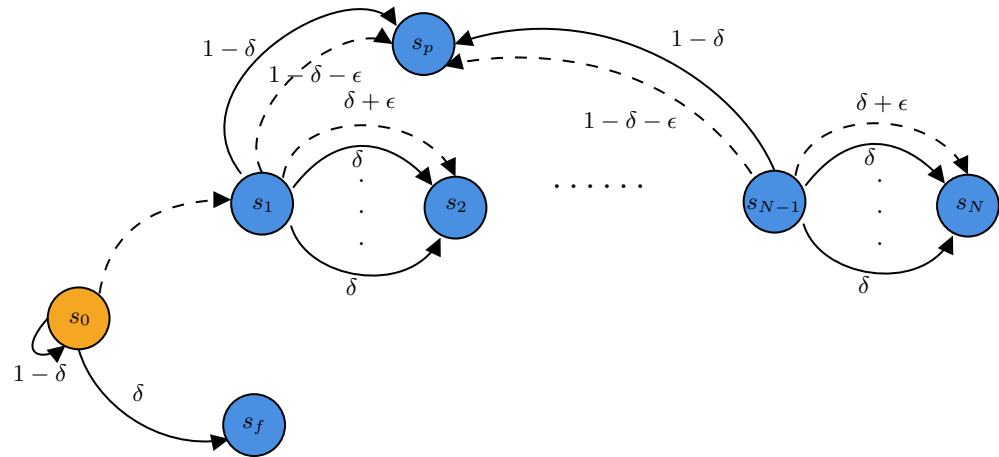 1 − δ
s_p
1 − δ
1 − δ − ϵ
δ + ϵ
δ + ϵ
1 − δ − ϵ
δ
δ
s_1
. . .
s_2
. . . . . .
s_{N−1}
. . .
s_N
δ
δ
s_0
1 − δ
δ
s_f